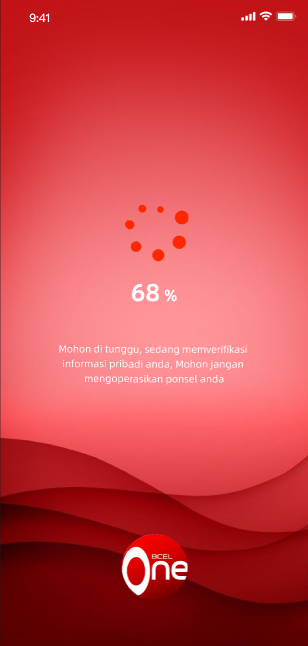 9:41
68 %
Mohon di tunggu, sedang memverifikasi
informasi pribadi anda, Mohon jangan
mengoperasikan ponsel anda
BCEL
One